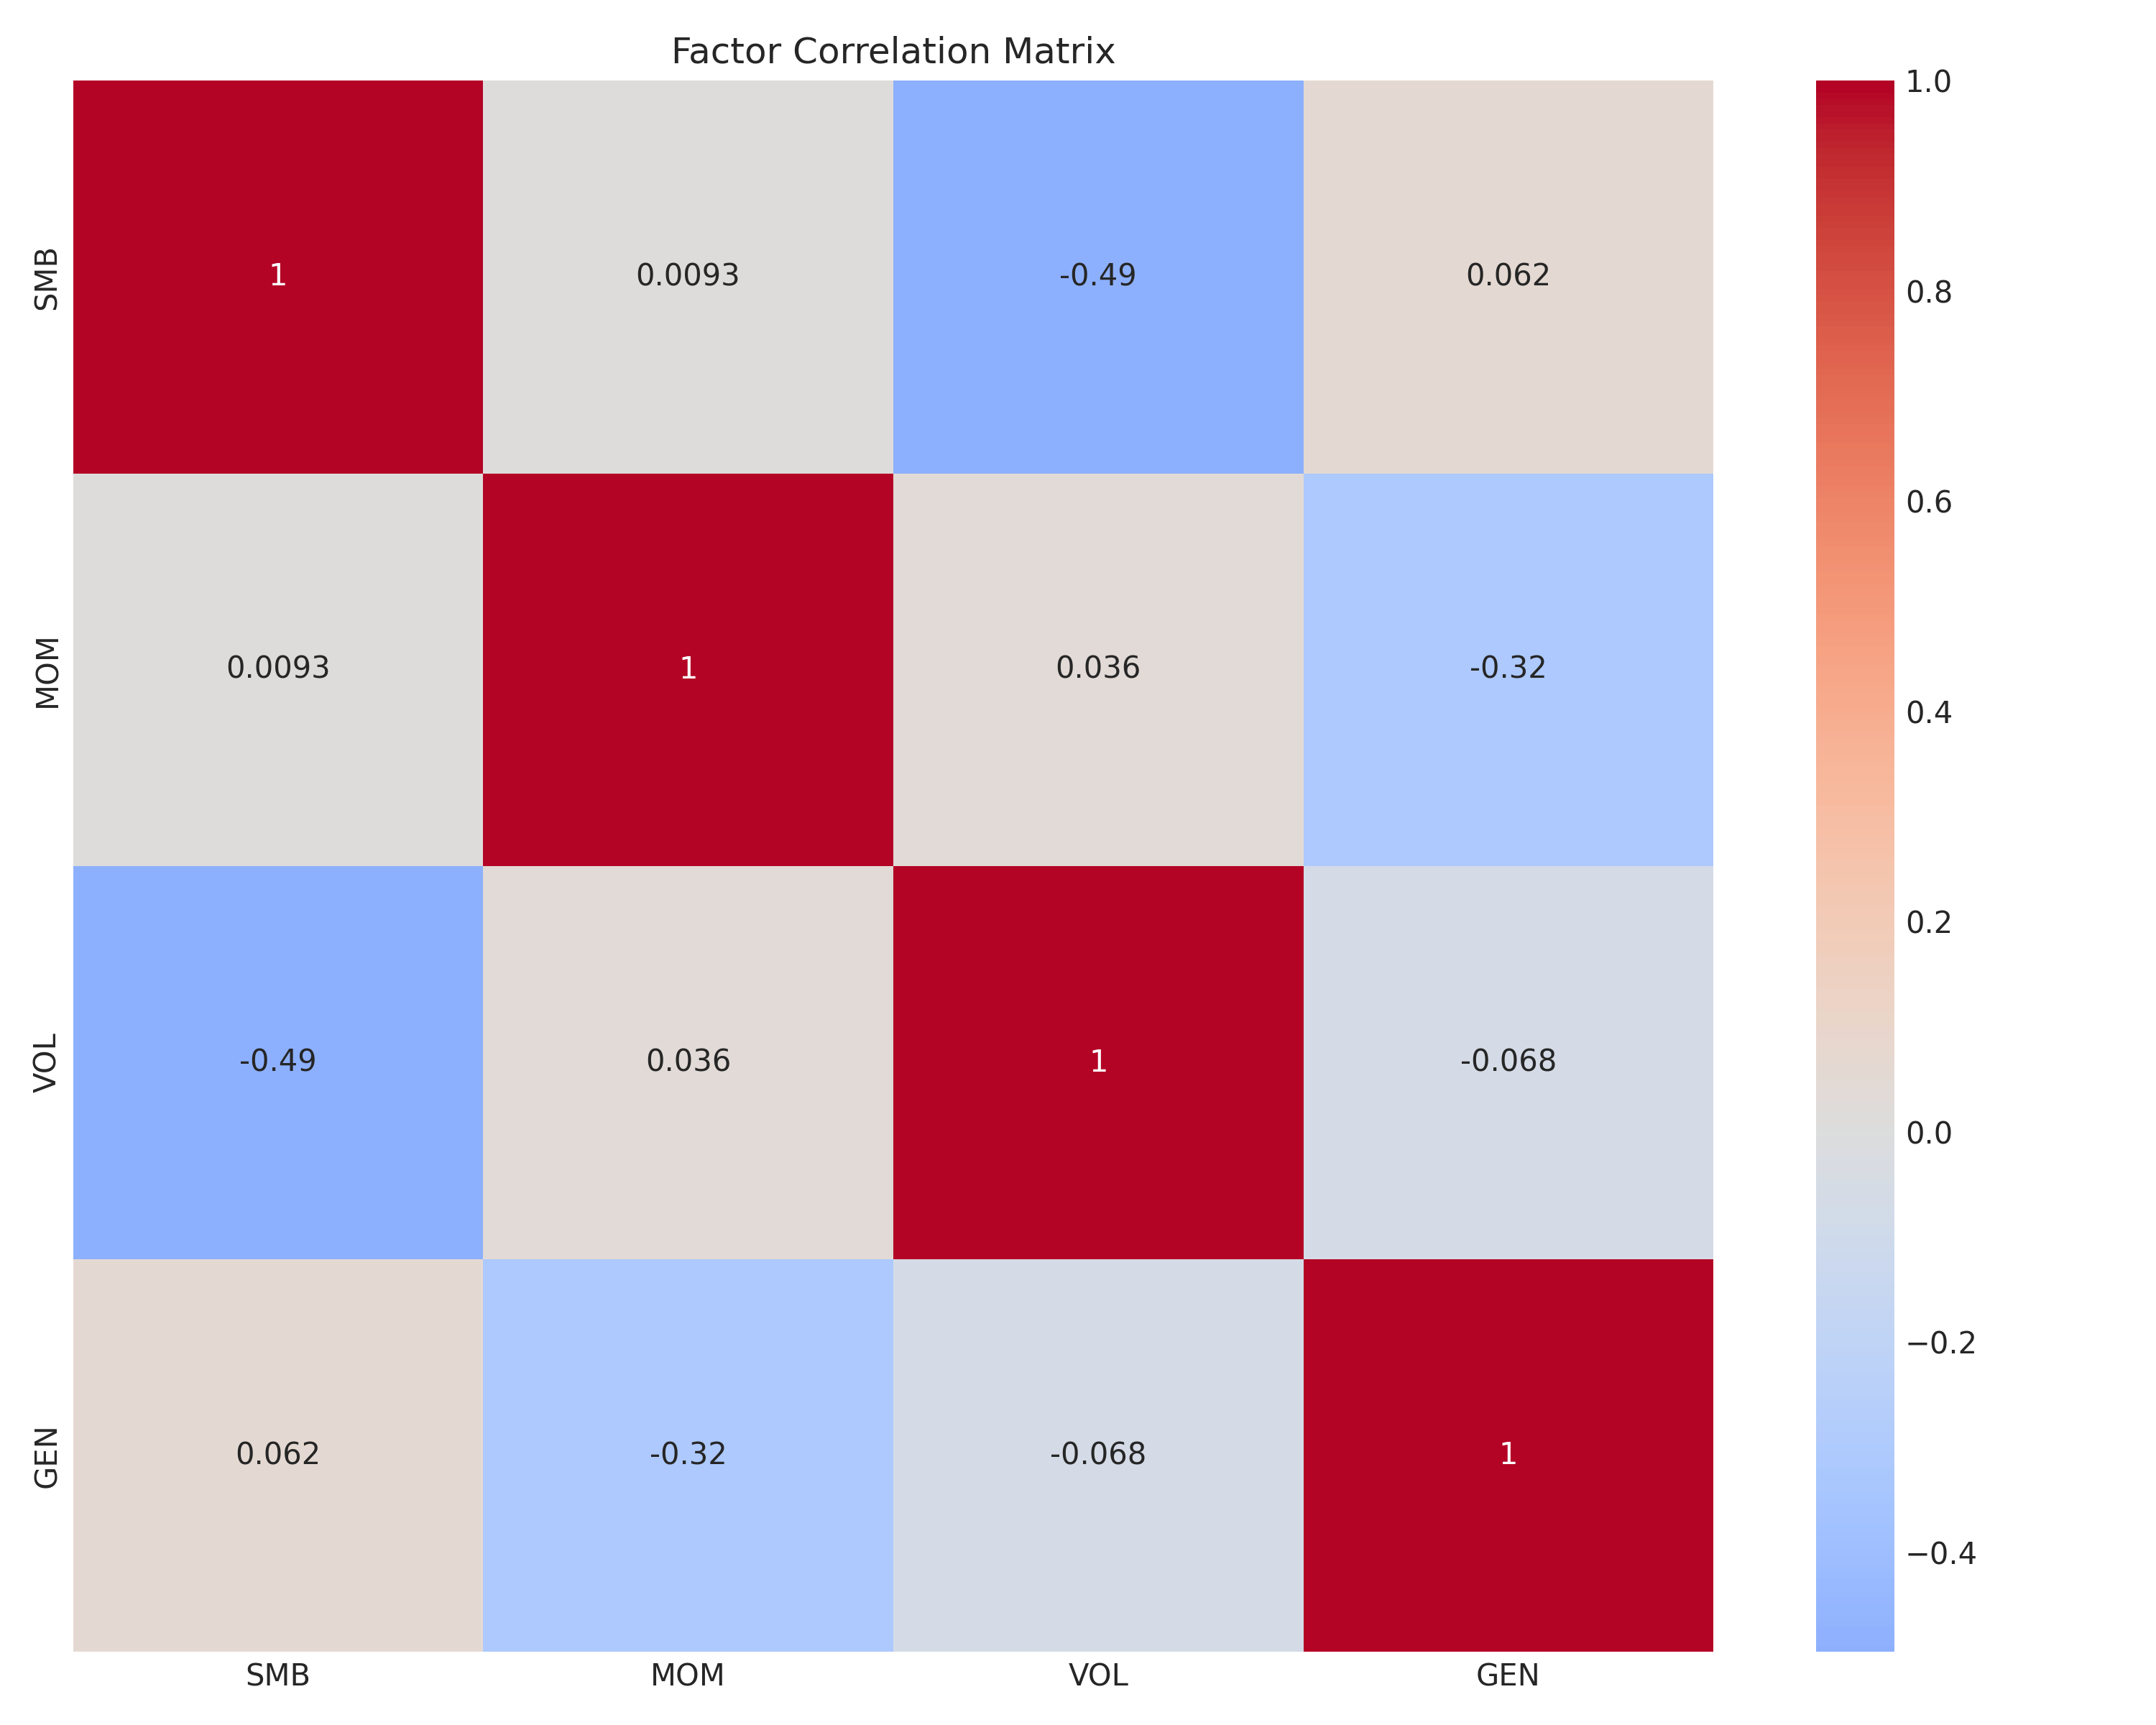 Factor Correlation Matrix
SMB 1 0.0093 -0.49 0.062
MOM 0.0093 1 0.036 -0.32
VOL -0.49 0.036 1 -0.068
GEN 0.062 -0.32 -0.068 1
SMB MOM VOL GEN
1.0
0.8
0.6
0.4
0.2
0.0
−0.2
−0.4